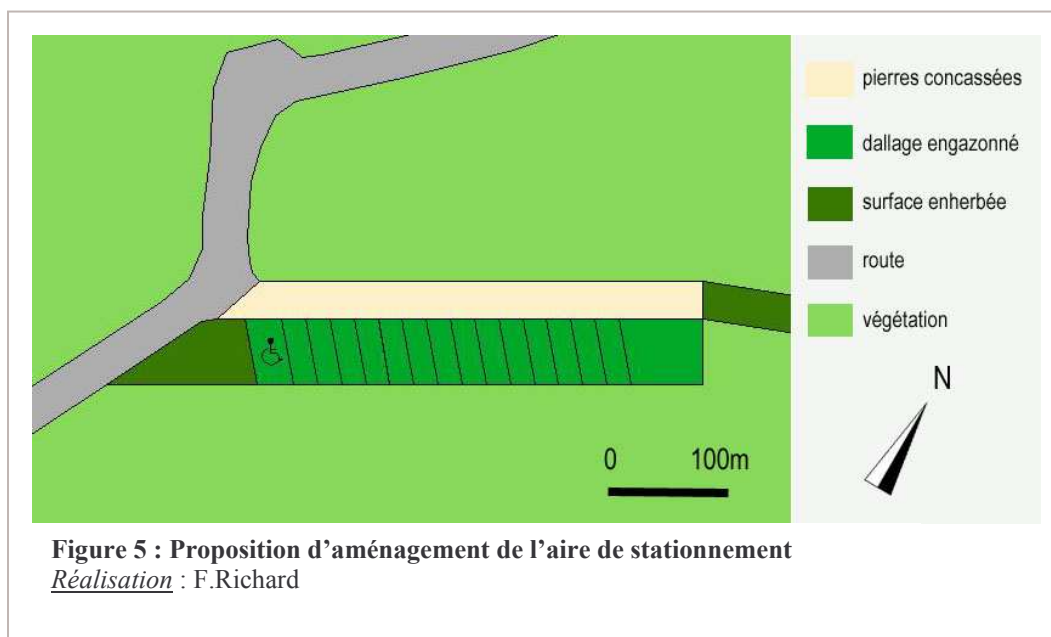 pierres concassées
dallage engazonné
surface enherbée
route
végétation
N
0 100m
Figure 5 : Proposition d’aménagement de l’aire de stationnement
Réalisation : F.Richard